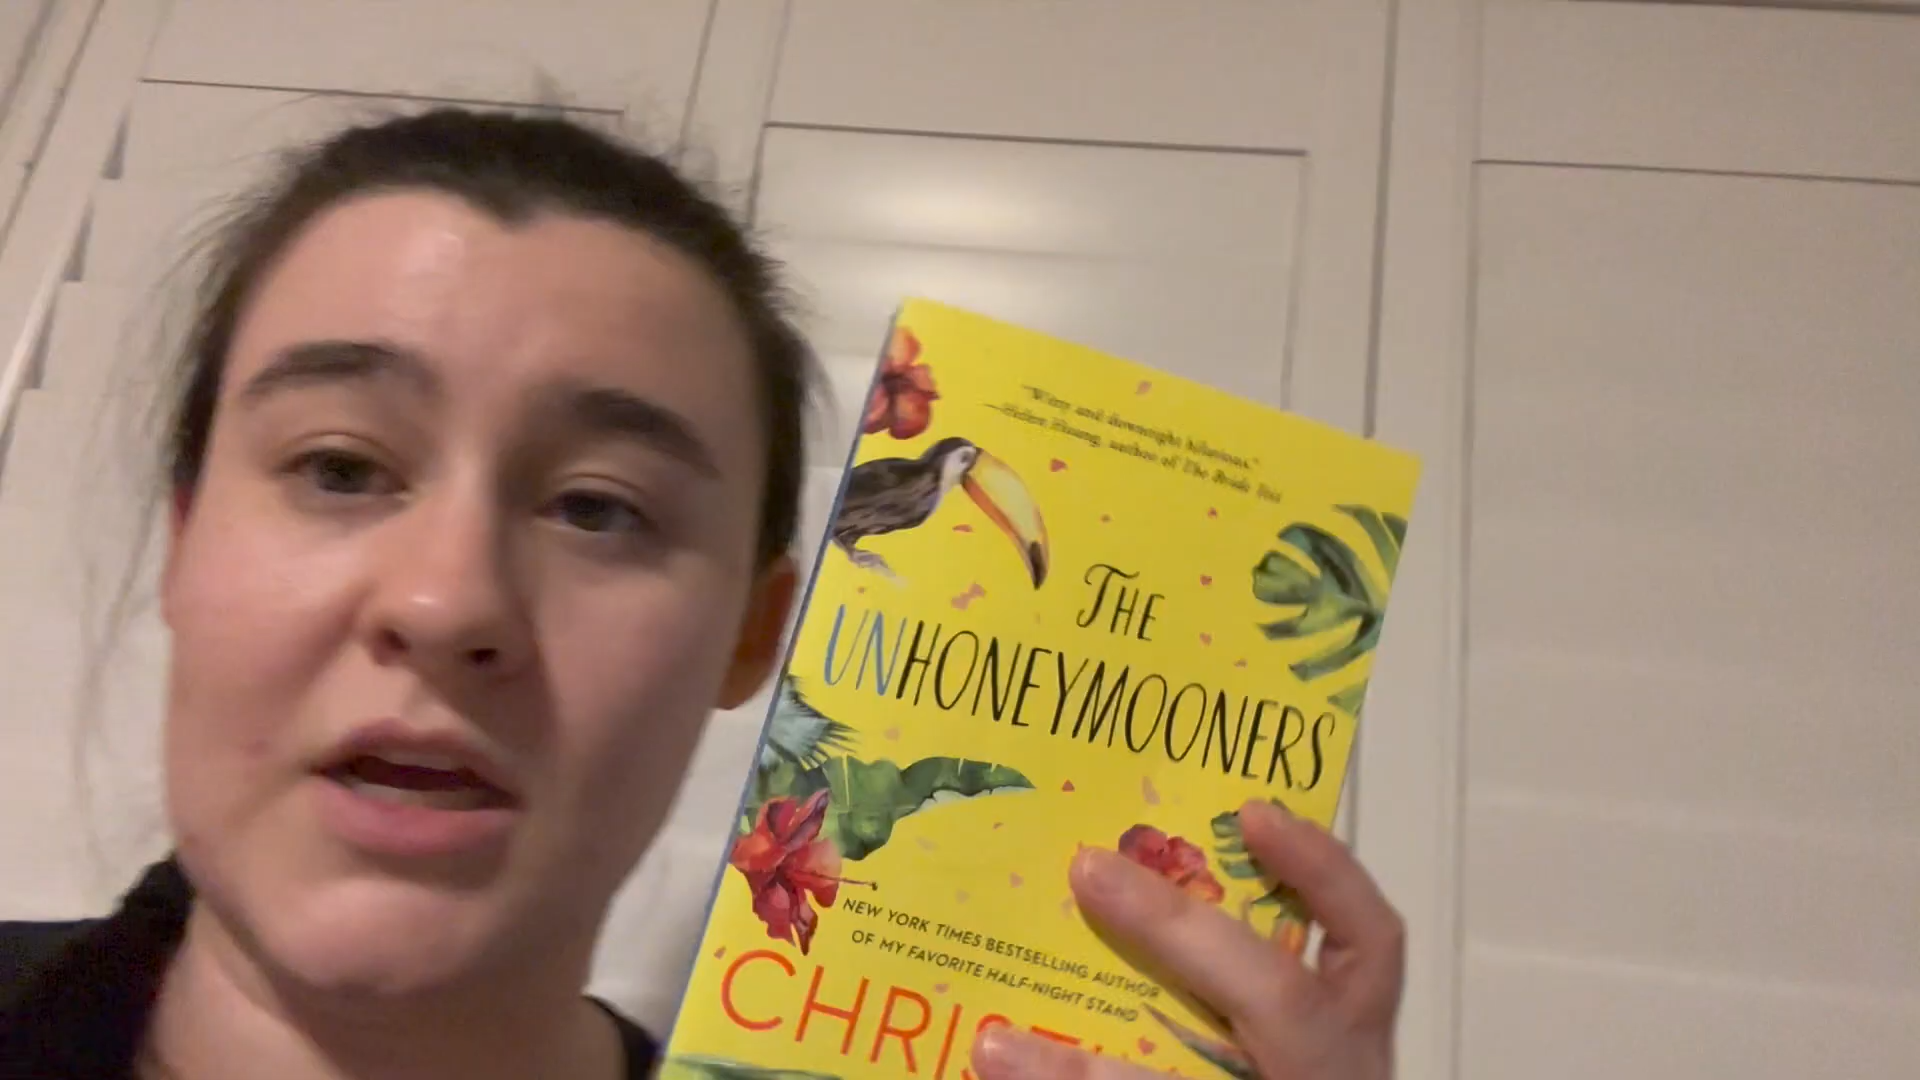 "Witty and downright hilarious."
—Helen Hoang, author of The Bride Test
THE
UNHONEYMOONERS
NEW YORK TIMES BESTSELLING AUTHOR
OF MY FAVORITE HALF-NIGHT STAND